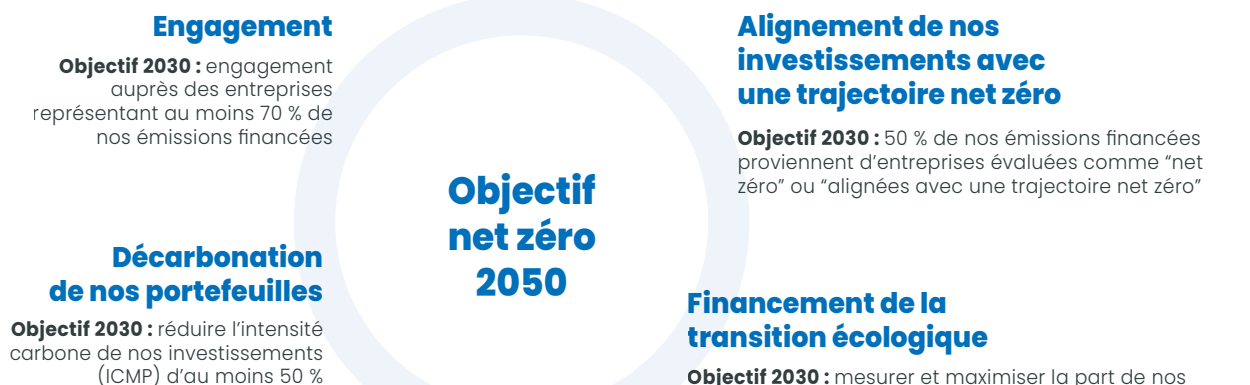 Engagement
Objectif 2030 : engagement
auprès des entreprises
représentant au moins 70 % de
nos émissions financées
Alignement de nos
investissements avec
une trajectoire net zéro
Objectif 2030 : 50 % de nos émissions financées
proviennent d’entreprises évaluées comme “net
zéro” ou “alignées avec une trajectoire net zéro”
Objectif
net zéro
2050
Décarbonation
de nos portefeuilles
Objectif 2030 : réduire l’intensité
carbone de nos investissements
(ICMP) d’au moins 50 %
Financement de la
transition écologique
Objectif 2030 : mesurer et maximiser la part de nos